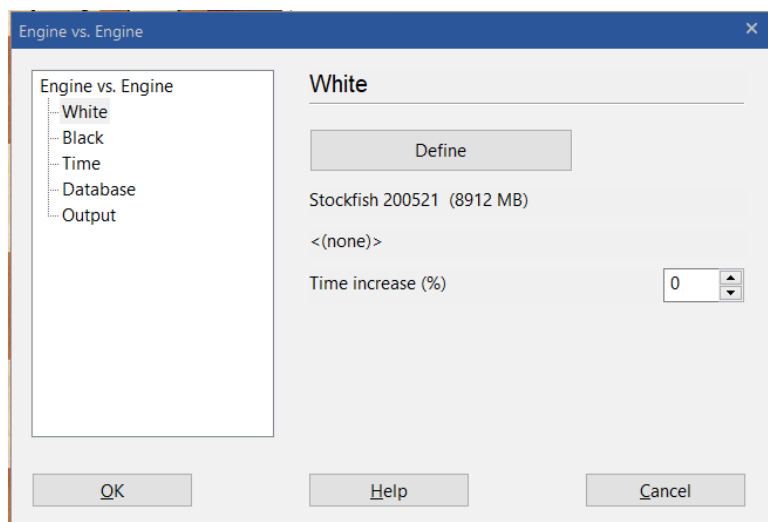 Engine vs. Engine
Engine vs. Engine
White
Black
Time
Database
Output
White
Define
Stockfish 200521 (8912 MB)
<(none)>
Time increase (%)
0
OK
Help
Cancel